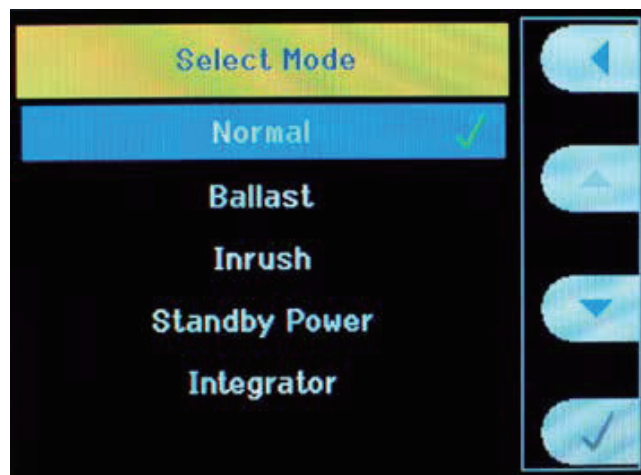 Select Mode
Normal
Ballast
Inrush
Standby Power
Integrator